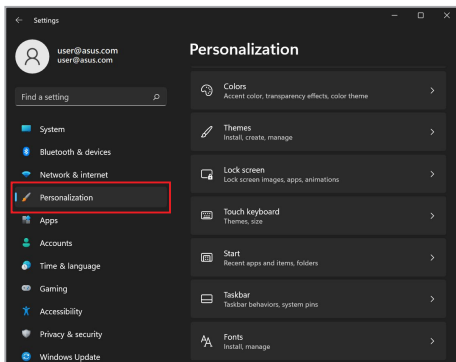 Settings
user@asus.com
user@asus.com
Find a setting
System
Bluetooth & devices
Network & internet
Personalization
Apps
Accounts
Time & language
Gaming
Accessibility
Privacy & security
Windows Update
Personalization
Colors
Accent color, transparency effects, color theme
Themes
Install, create, manage
Lock screen
Lock screen images, apps, animations
Touch keyboard
Themes, size
Start
Recent apps and items, folders
Taskbar
Taskbar behaviors, system pins
Fonts
Install, manage